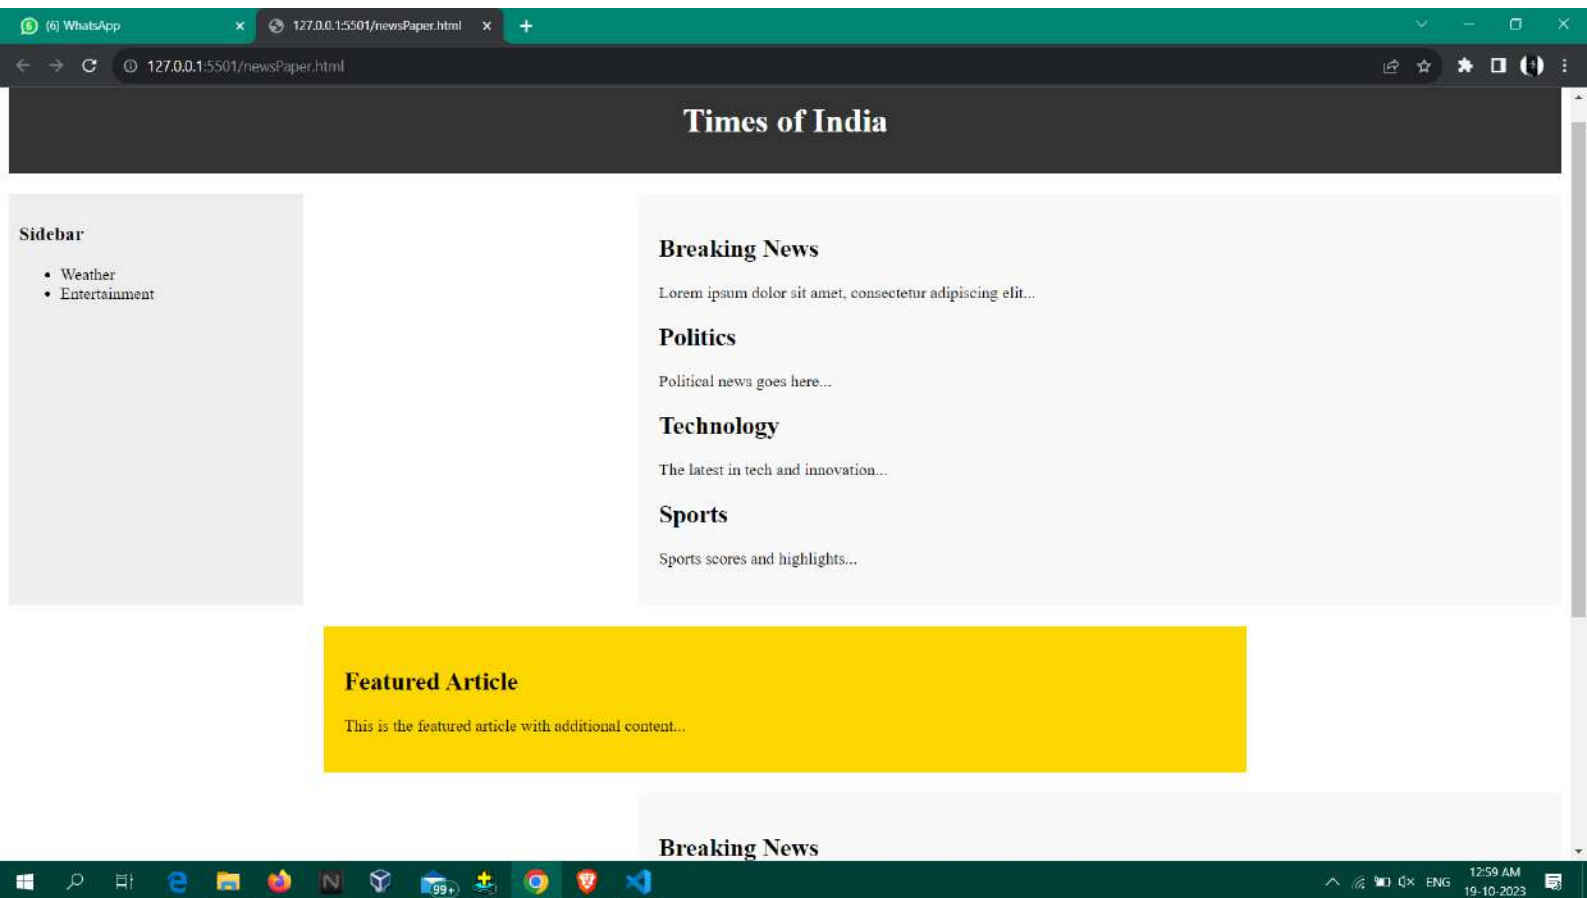 (6) WhatsApp
127.0.0.1:5501/newsPaper.html
127.0.0.1:5501/newsPaper.html
Times of India
Sidebar
Weather
Entertainment
Breaking News
Lorem ipsum dolor sit amet, consectetur adipiscing elit...
Politics
Political news goes here...
Technology
The latest in tech and innovation...
Sports
Sports scores and highlights...
Featured Article
This is the featured article with additional content...
Breaking News
99+
ENG
12:59 AM
19-10-2023